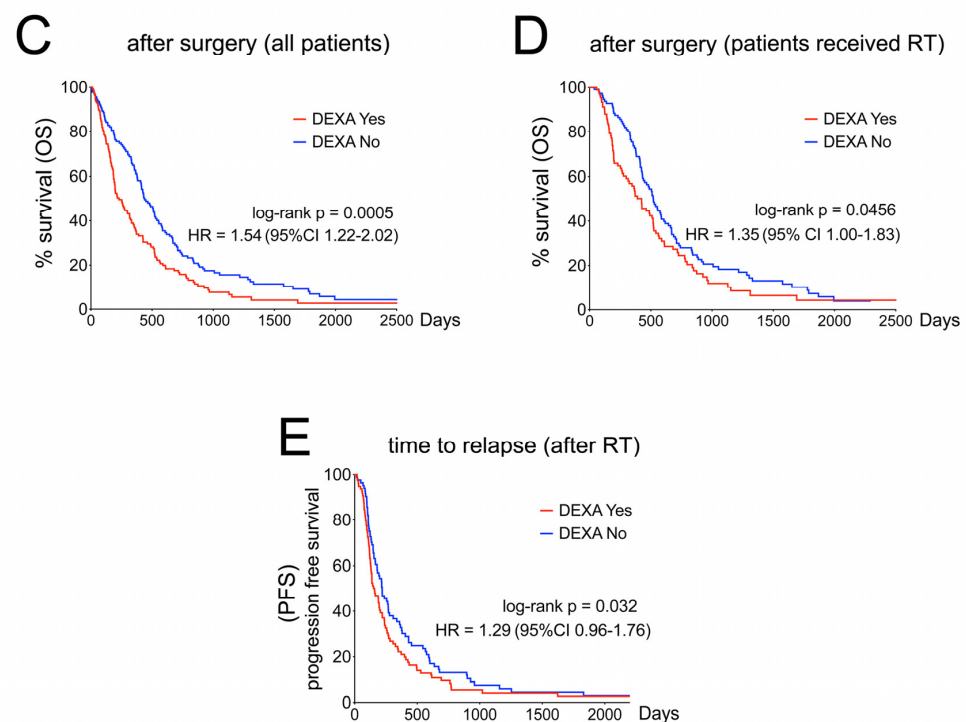 C
after surgery (all patients)
% survival (OS)
100
80
60
40
20
0
DEXA Yes
DEXA No
log-rank p = 0.0005
HR = 1.54 (95%CI 1.22-2.02)
0 500 1000 1500 2000 2500 Days
D
after surgery (patients received RT)
% survival (OS)
100
80
60
40
20
0
DEXA Yes
DEXA No
log-rank p = 0.0456
HR = 1.35 (95% CI 1.00-1.83)
0 500 1000 1500 2000 2500 Days
E
time to relapse (after RT)
(PFS)
progression free survival
100
80
60
40
20
0
DEXA Yes
DEXA No
log-rank p = 0.032
HR = 1.29 (95%CI 0.96-1.76)
0 500 1000 1500 2000 Days